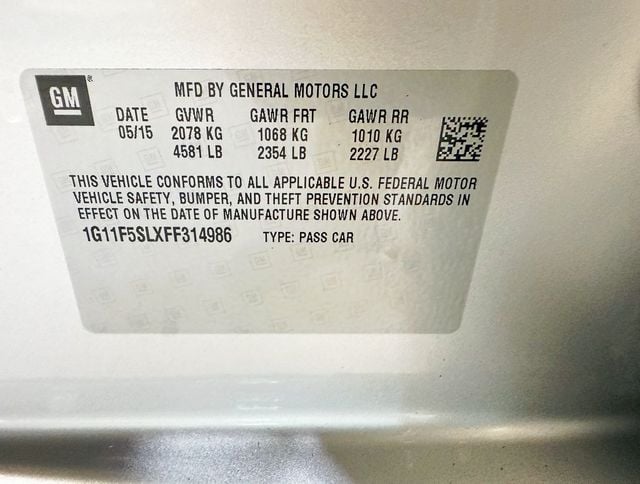 GM®
MFD BY GENERAL MOTORS LLC
DATE GVWR GAWR FRT GAWR RR
05/15 2078 KG 1068 KG 1010 KG
4581 LB 2354 LB 2227 LB
THIS VEHICLE CONFORMS TO ALL APPLICABLE U.S. FEDERAL MOTOR
VEHICLE SAFETY, BUMPER, AND THEFT PREVENTION STANDARDS IN
EFFECT ON THE DATE OF MANUFACTURE SHOWN ABOVE.
1G11F5SLXFF314986 TYPE: PASS CAR